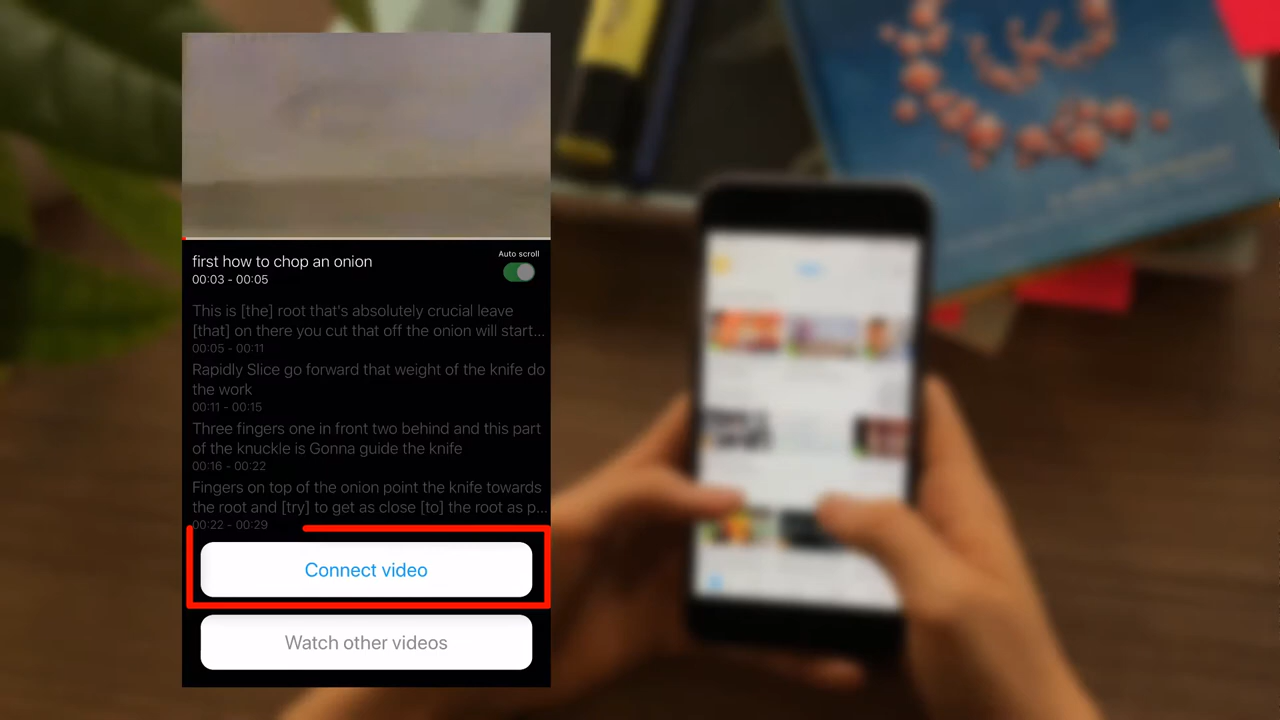 first how to chop an onion
Auto scroll
00:03 - 00:05
This is [the] root that's absolutely crucial leave
[that] on there you cut that off the onion will start...
00:05 - 00:11
Rapidly Slice go forward that weight of the knife do
the work
00:11 - 00:15
Three fingers one in front two behind and this part
of the knuckle is Gonna guide the knife
00:16 - 00:22
Fingers on top of the onion point the knife towards
the root and [try] to get as close [to] the root as p...
00:22 - 00:29
Connect video
Watch other videos